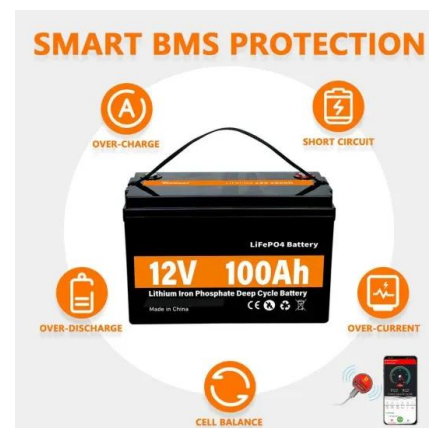 SMART BMS PROTECTION
A
OVER-CHARGE
SHORT CIRCUIT
LiFePO4 Battery
12V 100Ah
Lithium Iron Phosphate Deep Cycle Battery
Made in China
CE
OVER-DISCHARGE
OVER-CURRENT
CELL BALANCE